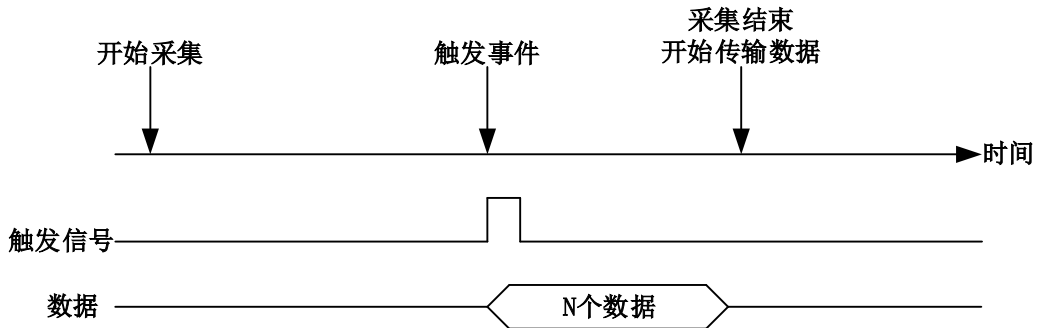 采集结束
开始采集
触发事件
开始传输数据
时间
触发信号
数据
N个数据